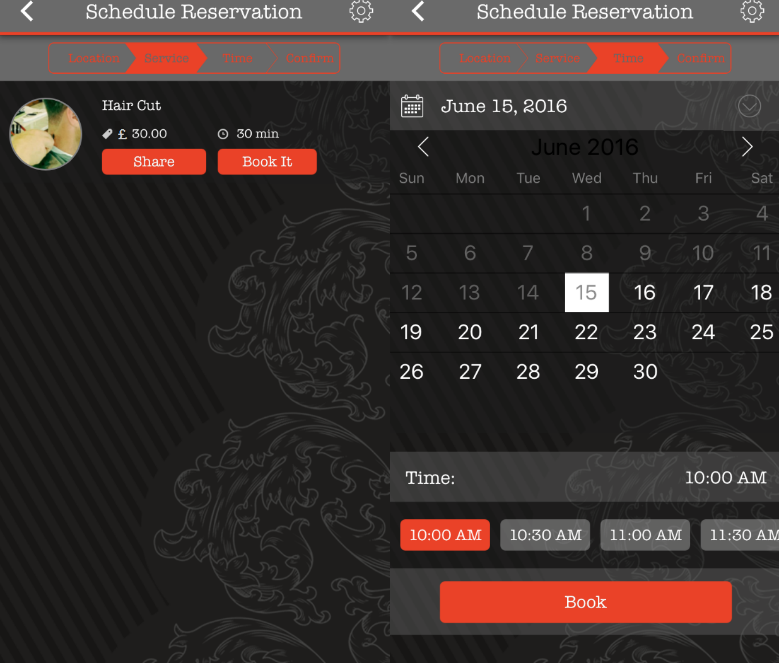 Schedule Reservation
Location Service Time Confirm
Hair Cut
£ 30.00 30 min
Share Book It
Schedule Reservation
Location Service Time Confirm
June 15, 2016
June 2016
Sun Mon Tue Wed Thu Fri Sat
1 2 3 4
5 6 7 8 9 10 11
12 13 14 15 16 17 18
19 20 21 22 23 24 25
26 27 28 29 30
Time: 10:00 AM
10:00 AM 10:30 AM 11:00 AM 11:30 AM
Book